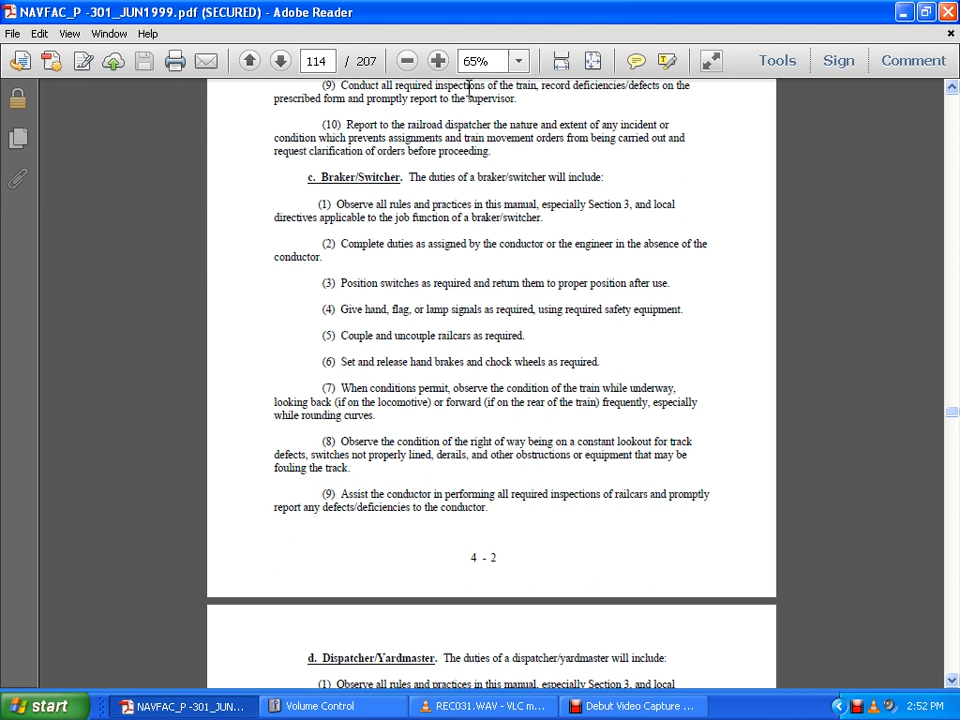 NAVFAC_P -301_JUN1999.pdf (SECURED) - Adobe Reader
File Edit View Window Help
114 / 207 65% Tools Sign Comment
(9) Conduct all required inspections of the train, record deficiencies/defects on the
prescribed form and promptly report to the supervisor.
(10) Report to the railroad dispatcher the nature and extent of any incident or
condition which prevents assignments and train movement orders from being carried out and
request clarification of orders before proceeding.
c. Braker/Switcher. The duties of a braker/switcher will include:
(1) Observe all rules and practices in this manual, especially Section 3, and local
directives applicable to the job function of a braker/switcher.
(2) Complete duties as assigned by the conductor or the engineer in the absence of the
conductor.
(3) Position switches as required and return them to proper position after use.
(4) Give hand, flag, or lamp signals as required, using required safety equipment.
(5) Couple and uncouple railcars as required.
(6) Set and release hand brakes and chock wheels as required.
(7) When conditions permit, observe the condition of the train while underway,
looking back (if on the locomotive) or forward (if on the rear of the train) frequently, especially
while rounding curves.
(8) Observe the condition of the right of way being on a constant lookout for track
defects, switches not properly lined, derails, and other obstructions or equipment that may be
fouling the track.
(9) Assist the conductor in performing all required inspections of railcars and promptly
report any defects/deficiencies to the conductor.
4 - 2
d. Dispatcher/Yardmaster. The duties of a dispatcher/yardmaster will include:
(1) Observe all rules and practices in this manual, especially Section 3, and local
start NAVFAC_P -301_JUN... Volume Control REC031.WAV - VLC m... Debut Video Capture ... 2:52 PM